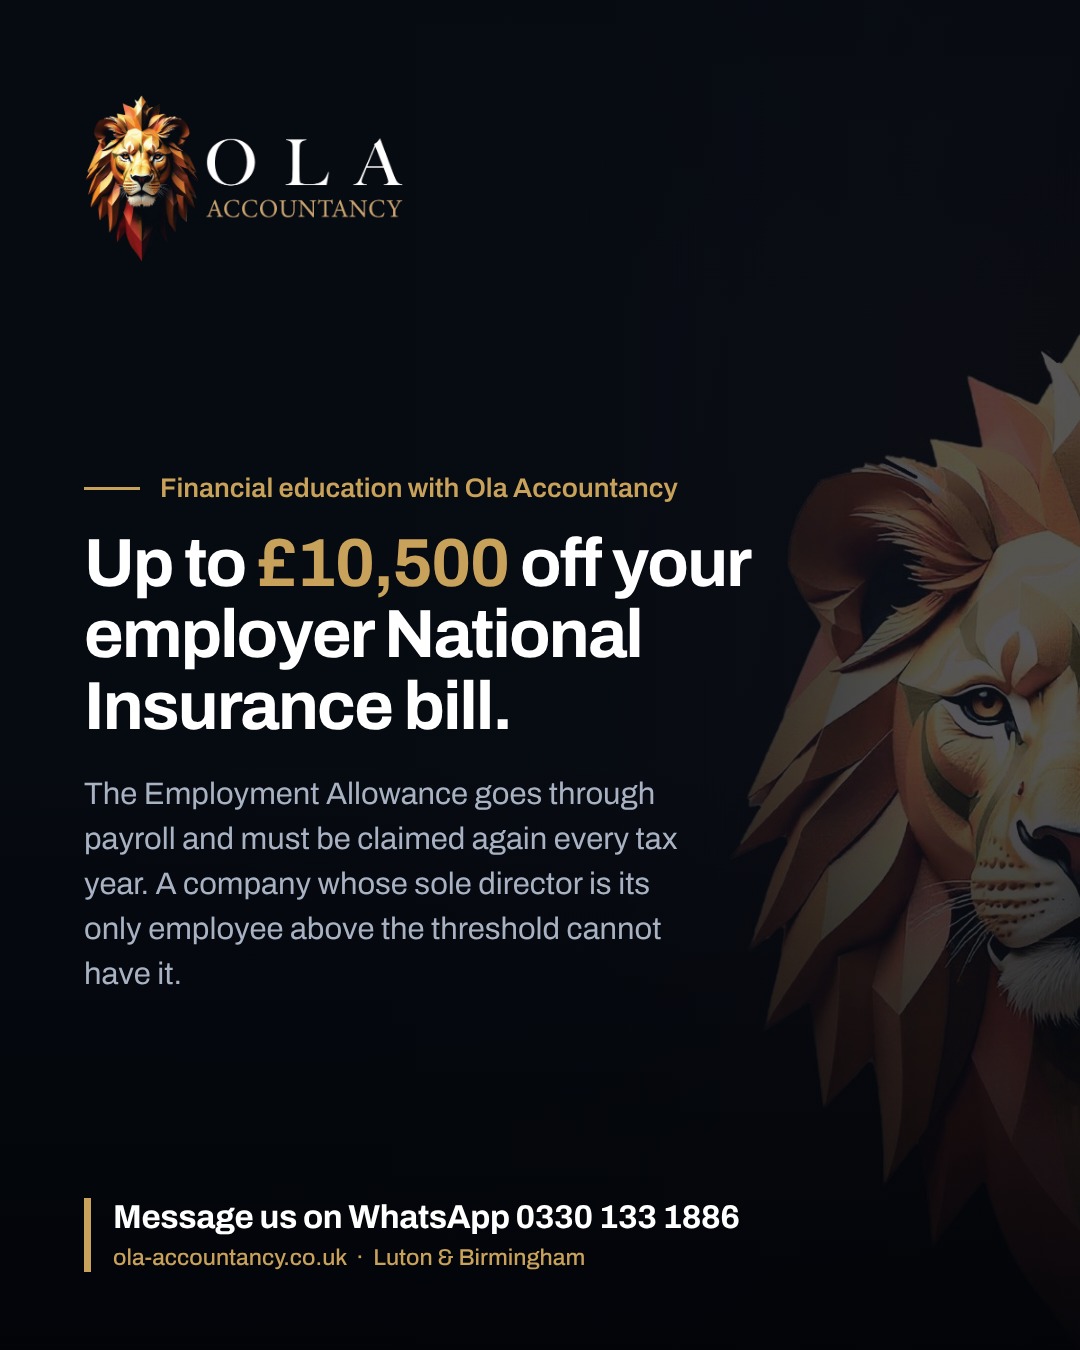 OLA
ACCOUNTANCY
Financial education with Ola Accountancy
Up to £10,500 off your
employer National
Insurance bill.
The Employment Allowance goes through
payroll and must be claimed again every tax
year. A company whose sole director is its
only employee above the threshold cannot
have it.
Message us on WhatsApp 0330 133 1886
ola-accountancy.co.uk · Luton & Birmingham